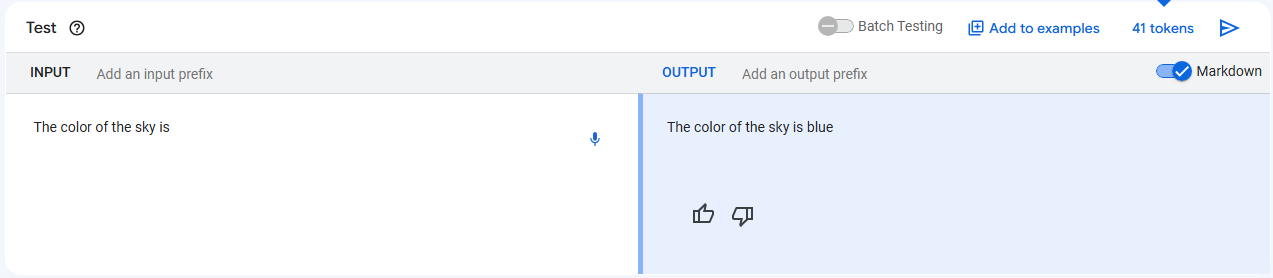 Test
Batch Testing
Add to examples
41 tokens
INPUT
Add an input prefix
OUTPUT
Add an output prefix
Markdown
The color of the sky is
The color of the sky is blue